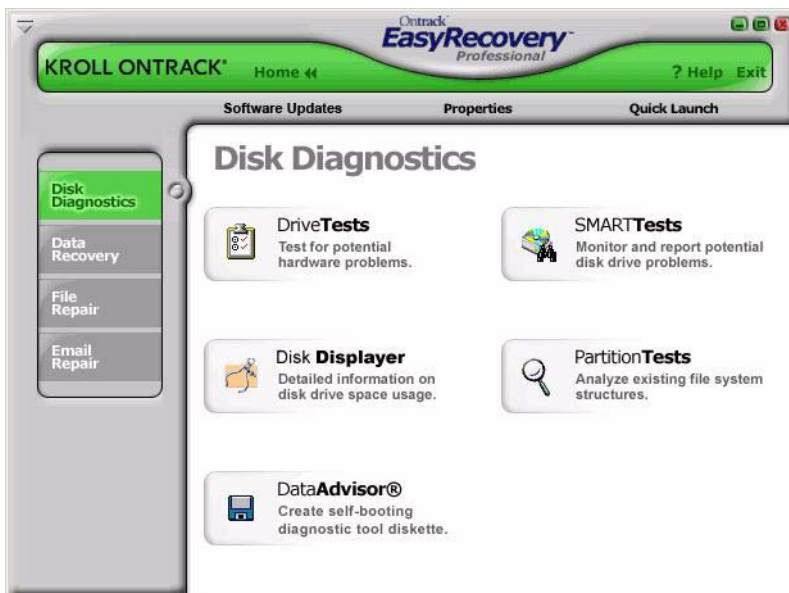 Ontrack®
EasyRecovery™
Professional
KROLL ONTRACK®
Home
? Help
Exit
Software Updates
Properties
Quick Launch
Disk Diagnostics
Disk
Diagnostics
Data
Recovery
File
Repair
Email
Repair
DriveTests
Test for potential
hardware problems.
SMARTTests
Monitor and report potential
disk drive problems.
Disk Displayer
Detailed information on
disk drive space usage.
PartitionTests
Analyze existing file system
structures.
DataAdvisor®
Create self-booting
diagnostic tool diskette.